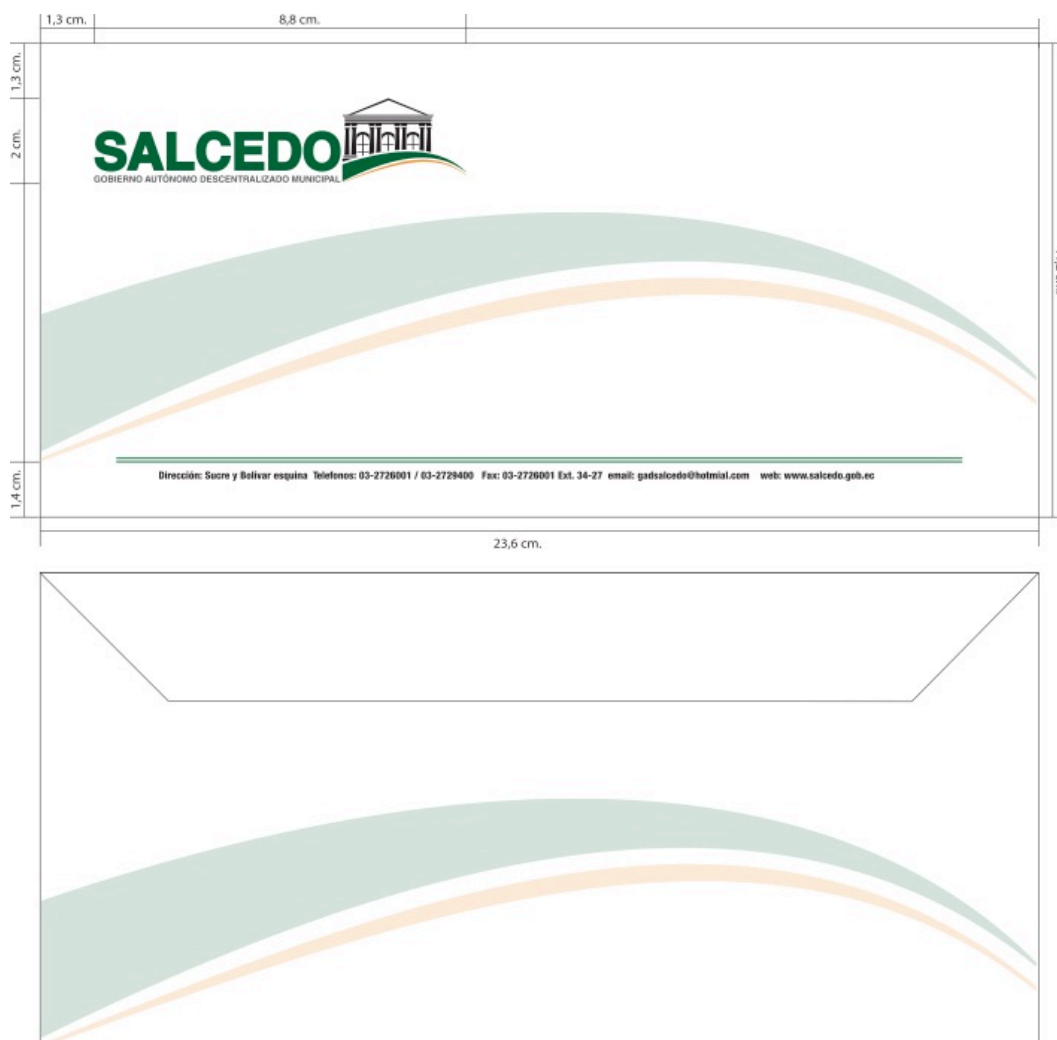 1,3 cm.
8,8 cm.
1,3 cm.
2 cm.
SALCEDO
GOBIERNO AUTÓNOMO DESCENTRALIZADO MUNICIPAL
Dirección: Sucre y Bolívar esquina Telefonos: 03-2726001 / 03-2729400 Fax: 03-2726001 Ext. 34-27 email: gadsalcedo@hotmial.com web: www.salcedo.gob.ec
1,4 cm.
23,6 cm.